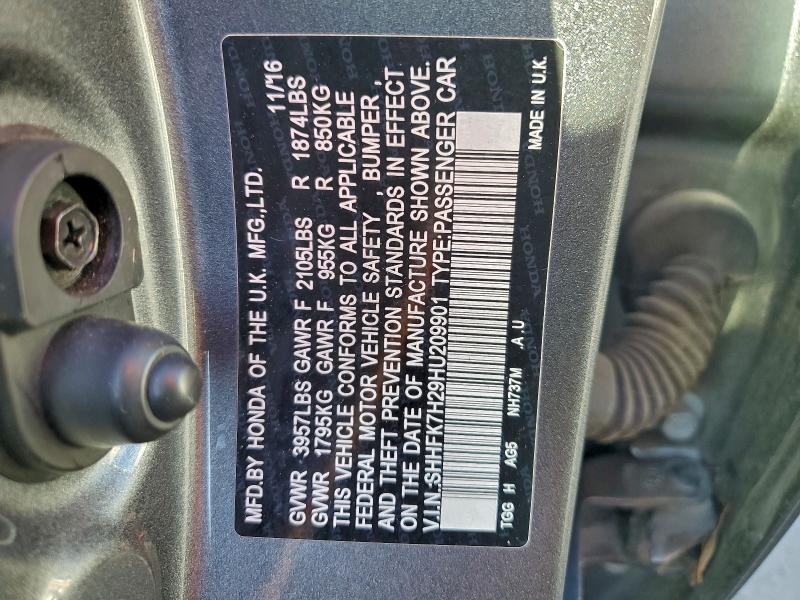 MFD.BY HONDA OF THE U.K. MFG.,LTD. 11/16
GVWR 3957LBS GAWR F 2105LBS R 1874LBS
GVWR 1795KG GAWR F 955KG R 850KG
THIS VEHICLE CONFORMS TO ALL APPLICABLE
FEDERAL MOTOR VEHICLE SAFETY , BUMPER ,
AND THEFT PREVENTION STANDARDS IN EFFECT
ON THE DATE OF MANUFACTURE SHOWN ABOVE.
V.I.N.:SHHFK7H29HU209901 TYPE:PASSENGER CAR
TGG H AG5 NH737M .A U MADE IN U.K.